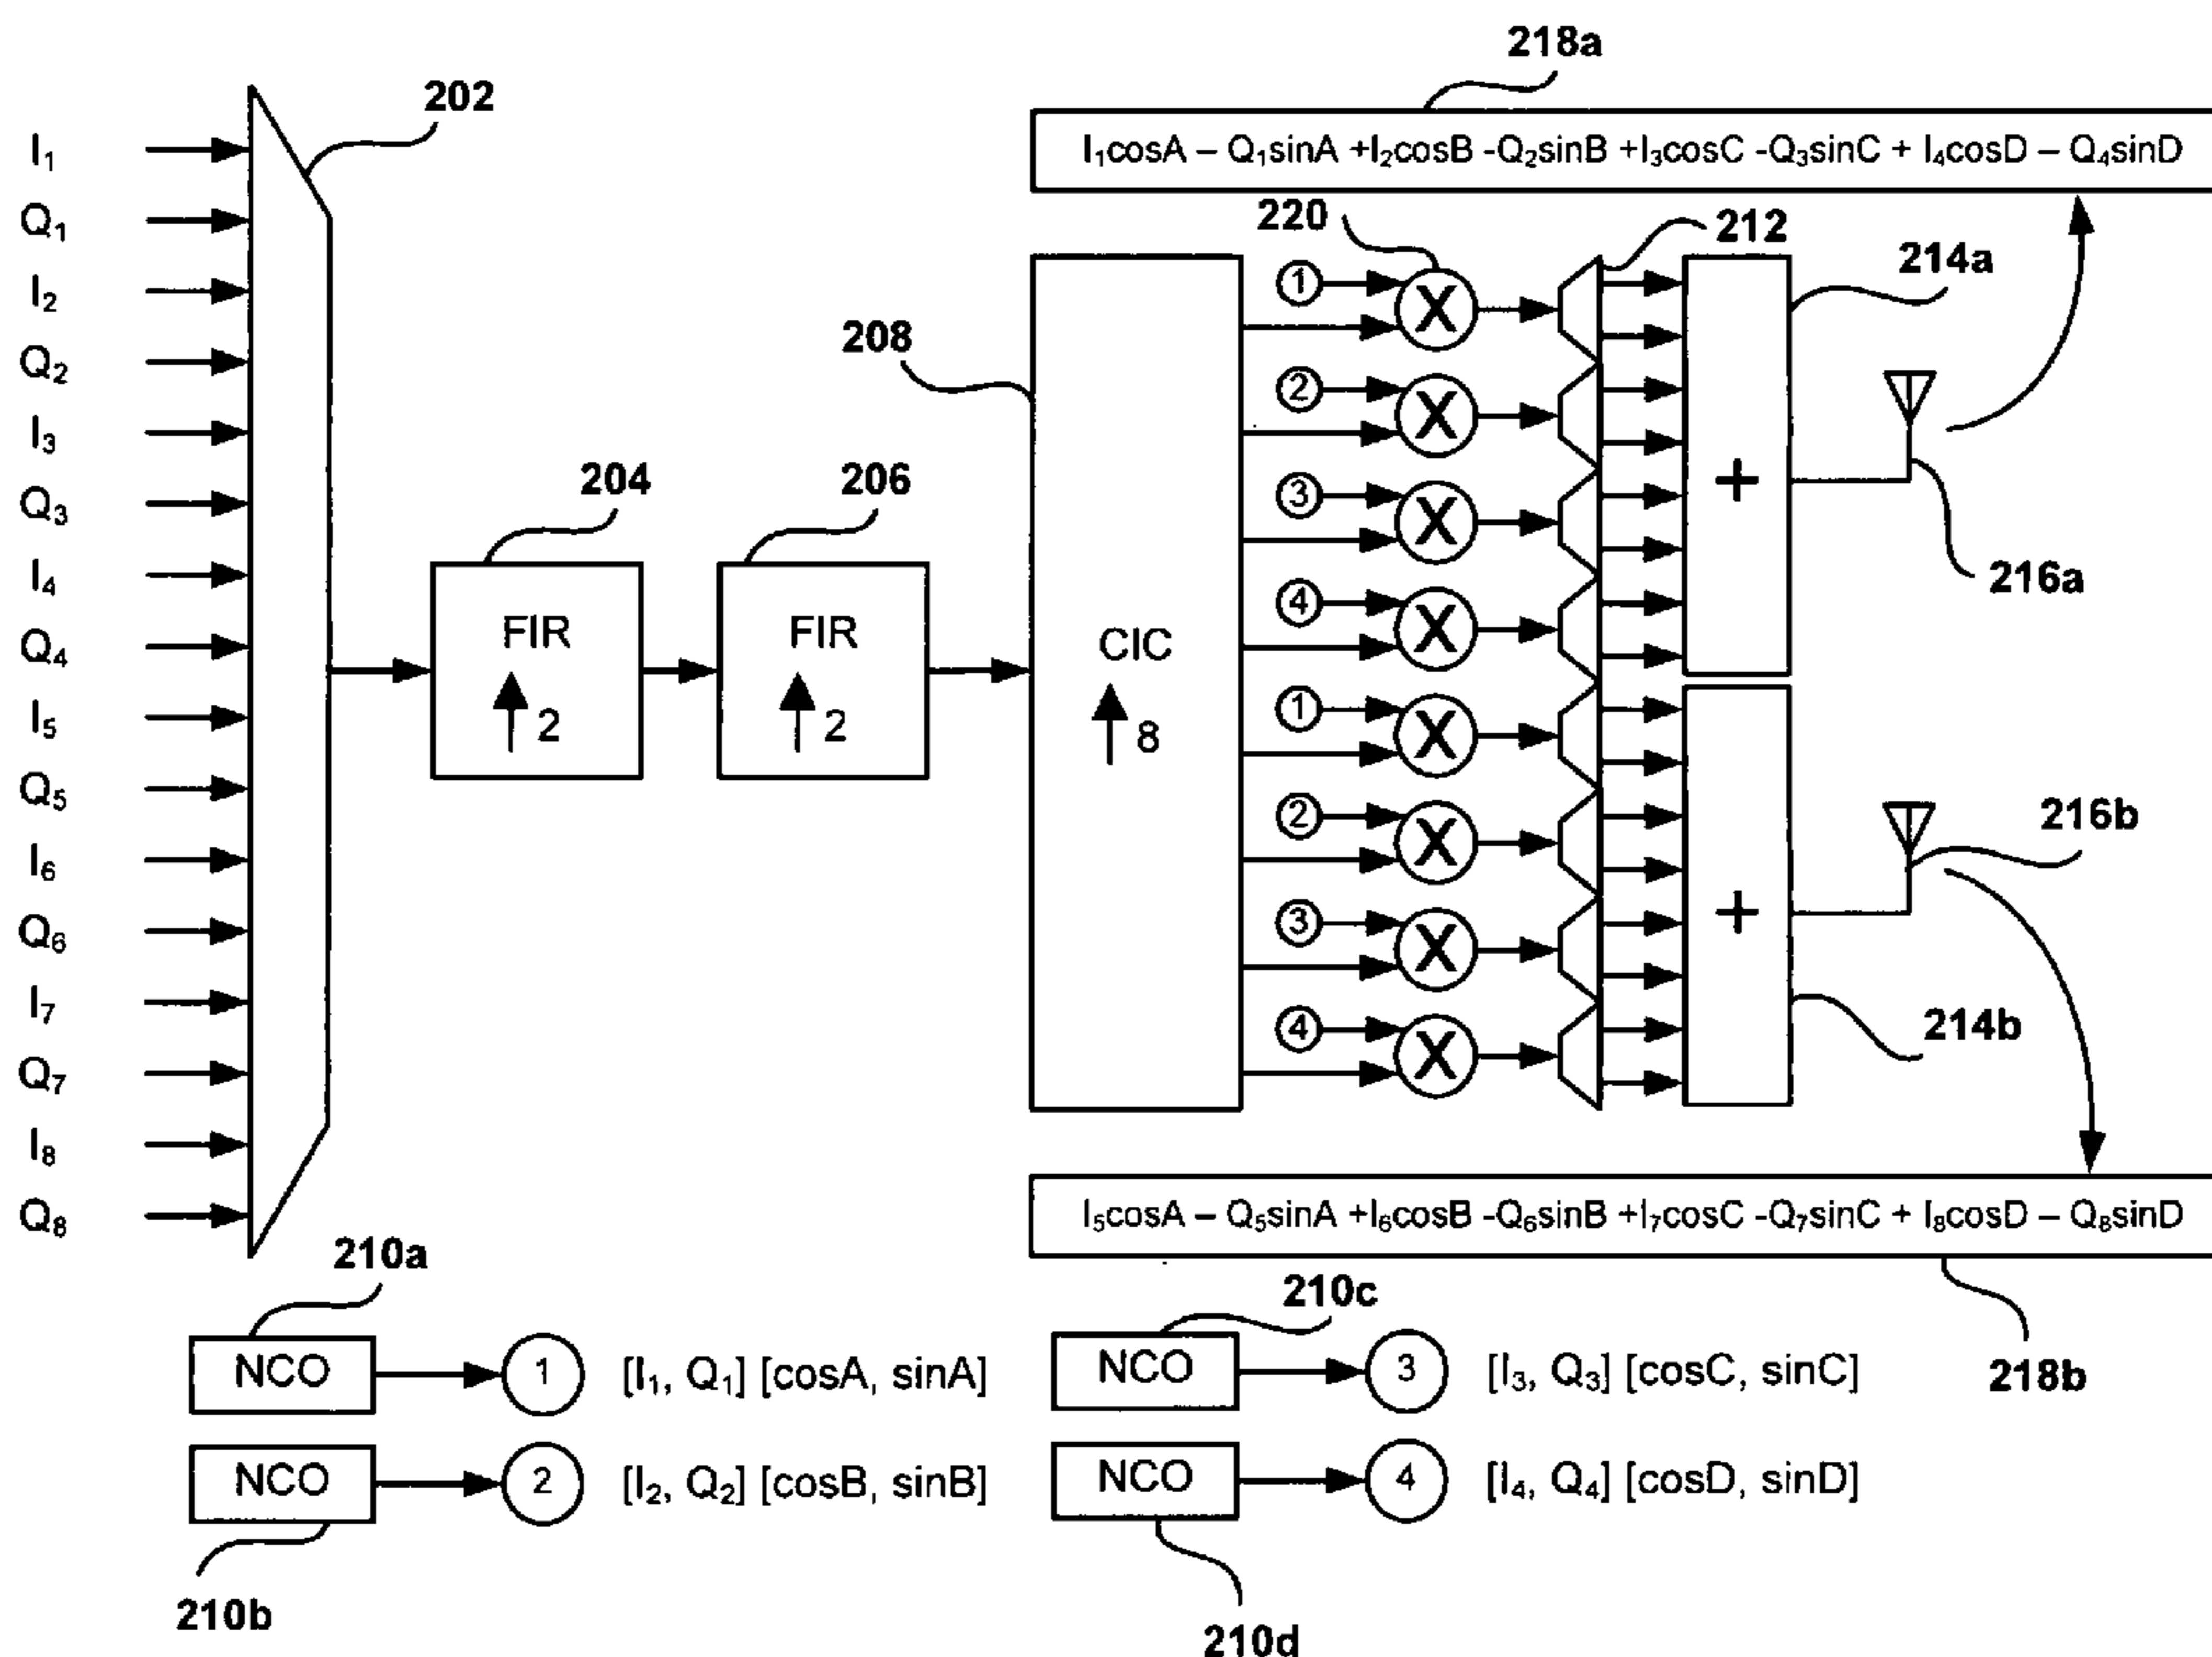 218a
202
I₁cosA – Q₁sinA +I₂cosB -Q₂sinB +I₃cosC -Q₃sinC + I₄cosD – Q₄sinD
I₁
Q₁
I₂
Q₂
I₃
Q₃
I₄
Q₄
I₅
Q₅
I₆
Q₆
I₇
Q₇
I₈
Q₈
204
FIR
2
206
FIR
2
208
CIC
8
220
212
1
X
2
X
3
X
4
X
1
X
2
X
3
X
4
X
214a
+
216a
216b
+
214b
I₅cosA – Q₅sinA +I₆cosB -Q₆sinB +I₇cosC -Q₇sinC + I₈cosD – Q₈sinD
218b
210a
NCO
1
[I₁, Q₁] [cosA, sinA]
210c
NCO
3
[I₃, Q₃] [cosC, sinC]
NCO
2
[I₂, Q₂] [cosB, sinB]
210b
NCO
4
[I₄, Q₄] [cosD, sinD]
210d